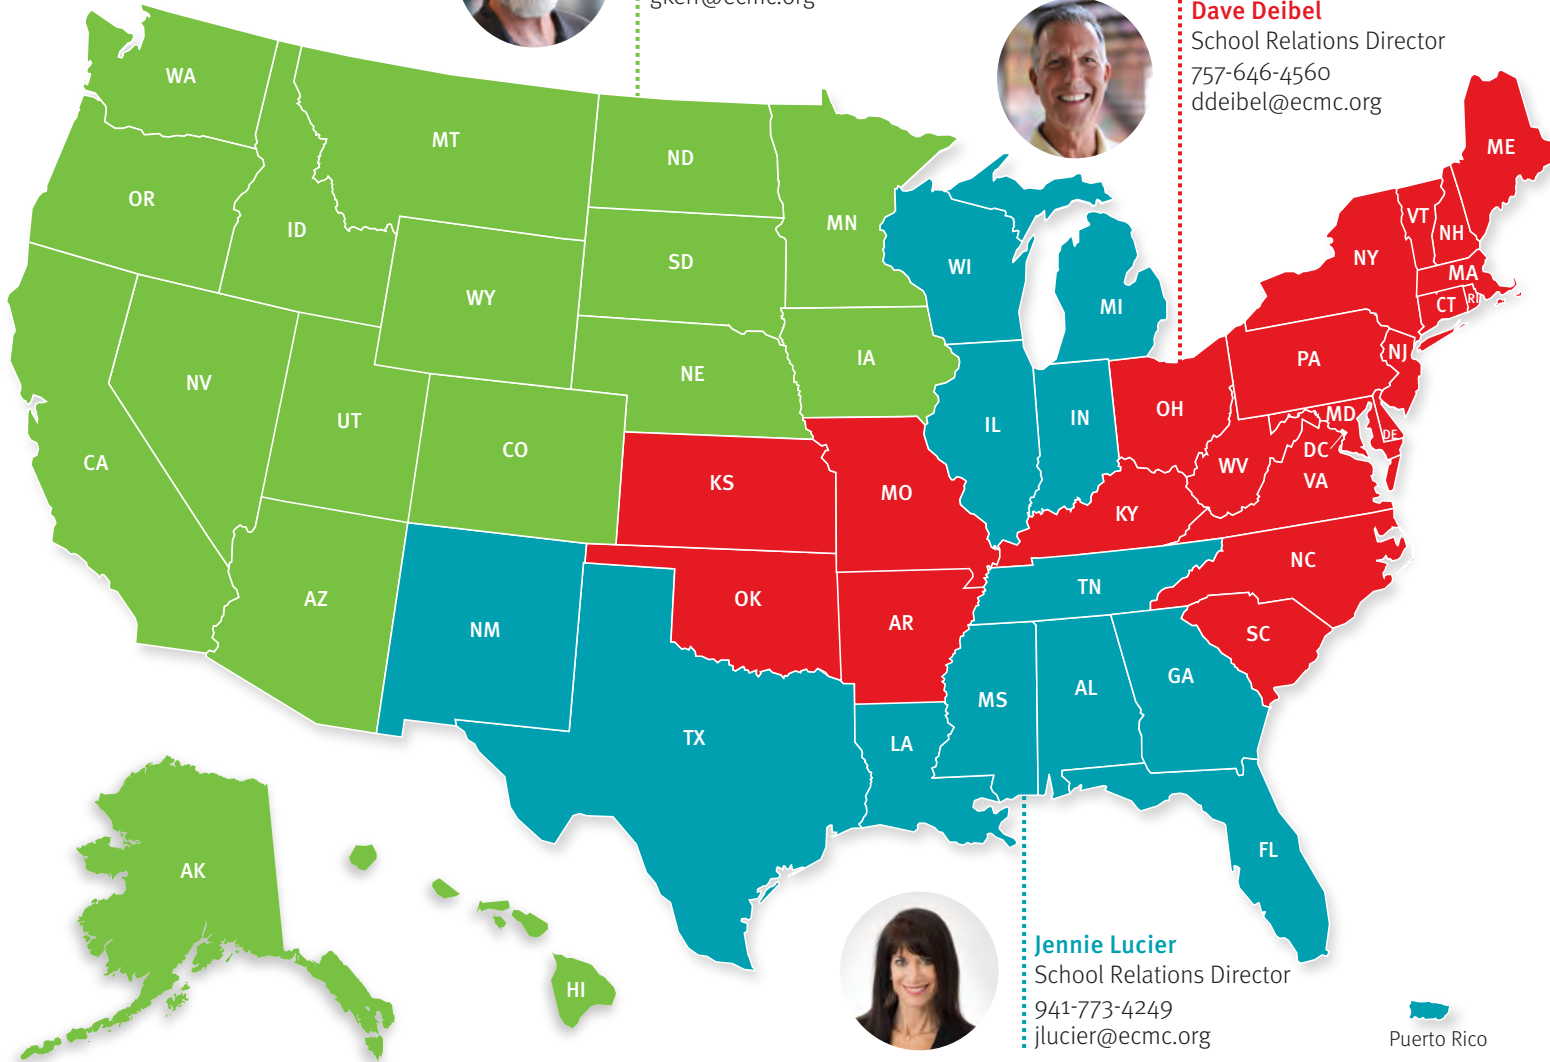 gkerr@ecmc.org
Dave Deibel
School Relations Director
757-646-4560
ddeibel@ecmc.org
WA
MT
ND
MN
OR
ID
SD
WY
WI
MI
ME
VT
NH
NY
MA
CT
RI
NV
UT
CO
NE
IA
IL
IN
OH
PA
NJ
MD
DE
DC
WV
VA
CA
KS
MO
KY
NC
AZ
NM
OK
AR
TN
SC
TX
LA
MS
AL
GA
FL
AK
HI
Jennie Lucier
School Relations Director
941-773-4249
jlucier@ecmc.org
Puerto Rico